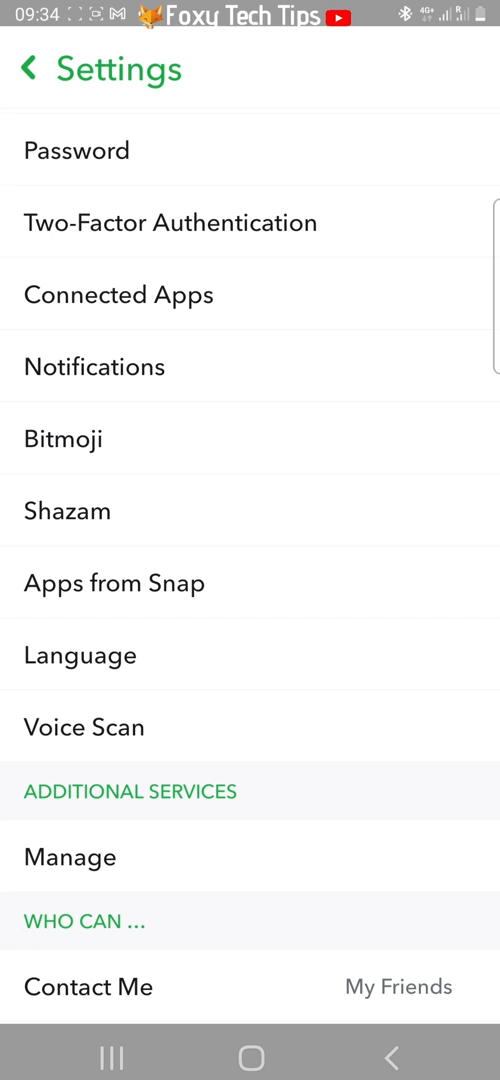 09:34 Foxy Tech Tips 4G+ R
Settings
Password
Two-Factor Authentication
Connected Apps
Notifications
Bitmoji
Shazam
Apps from Snap
Language
Voice Scan
ADDITIONAL SERVICES
Manage
WHO CAN ...
Contact Me My Friends